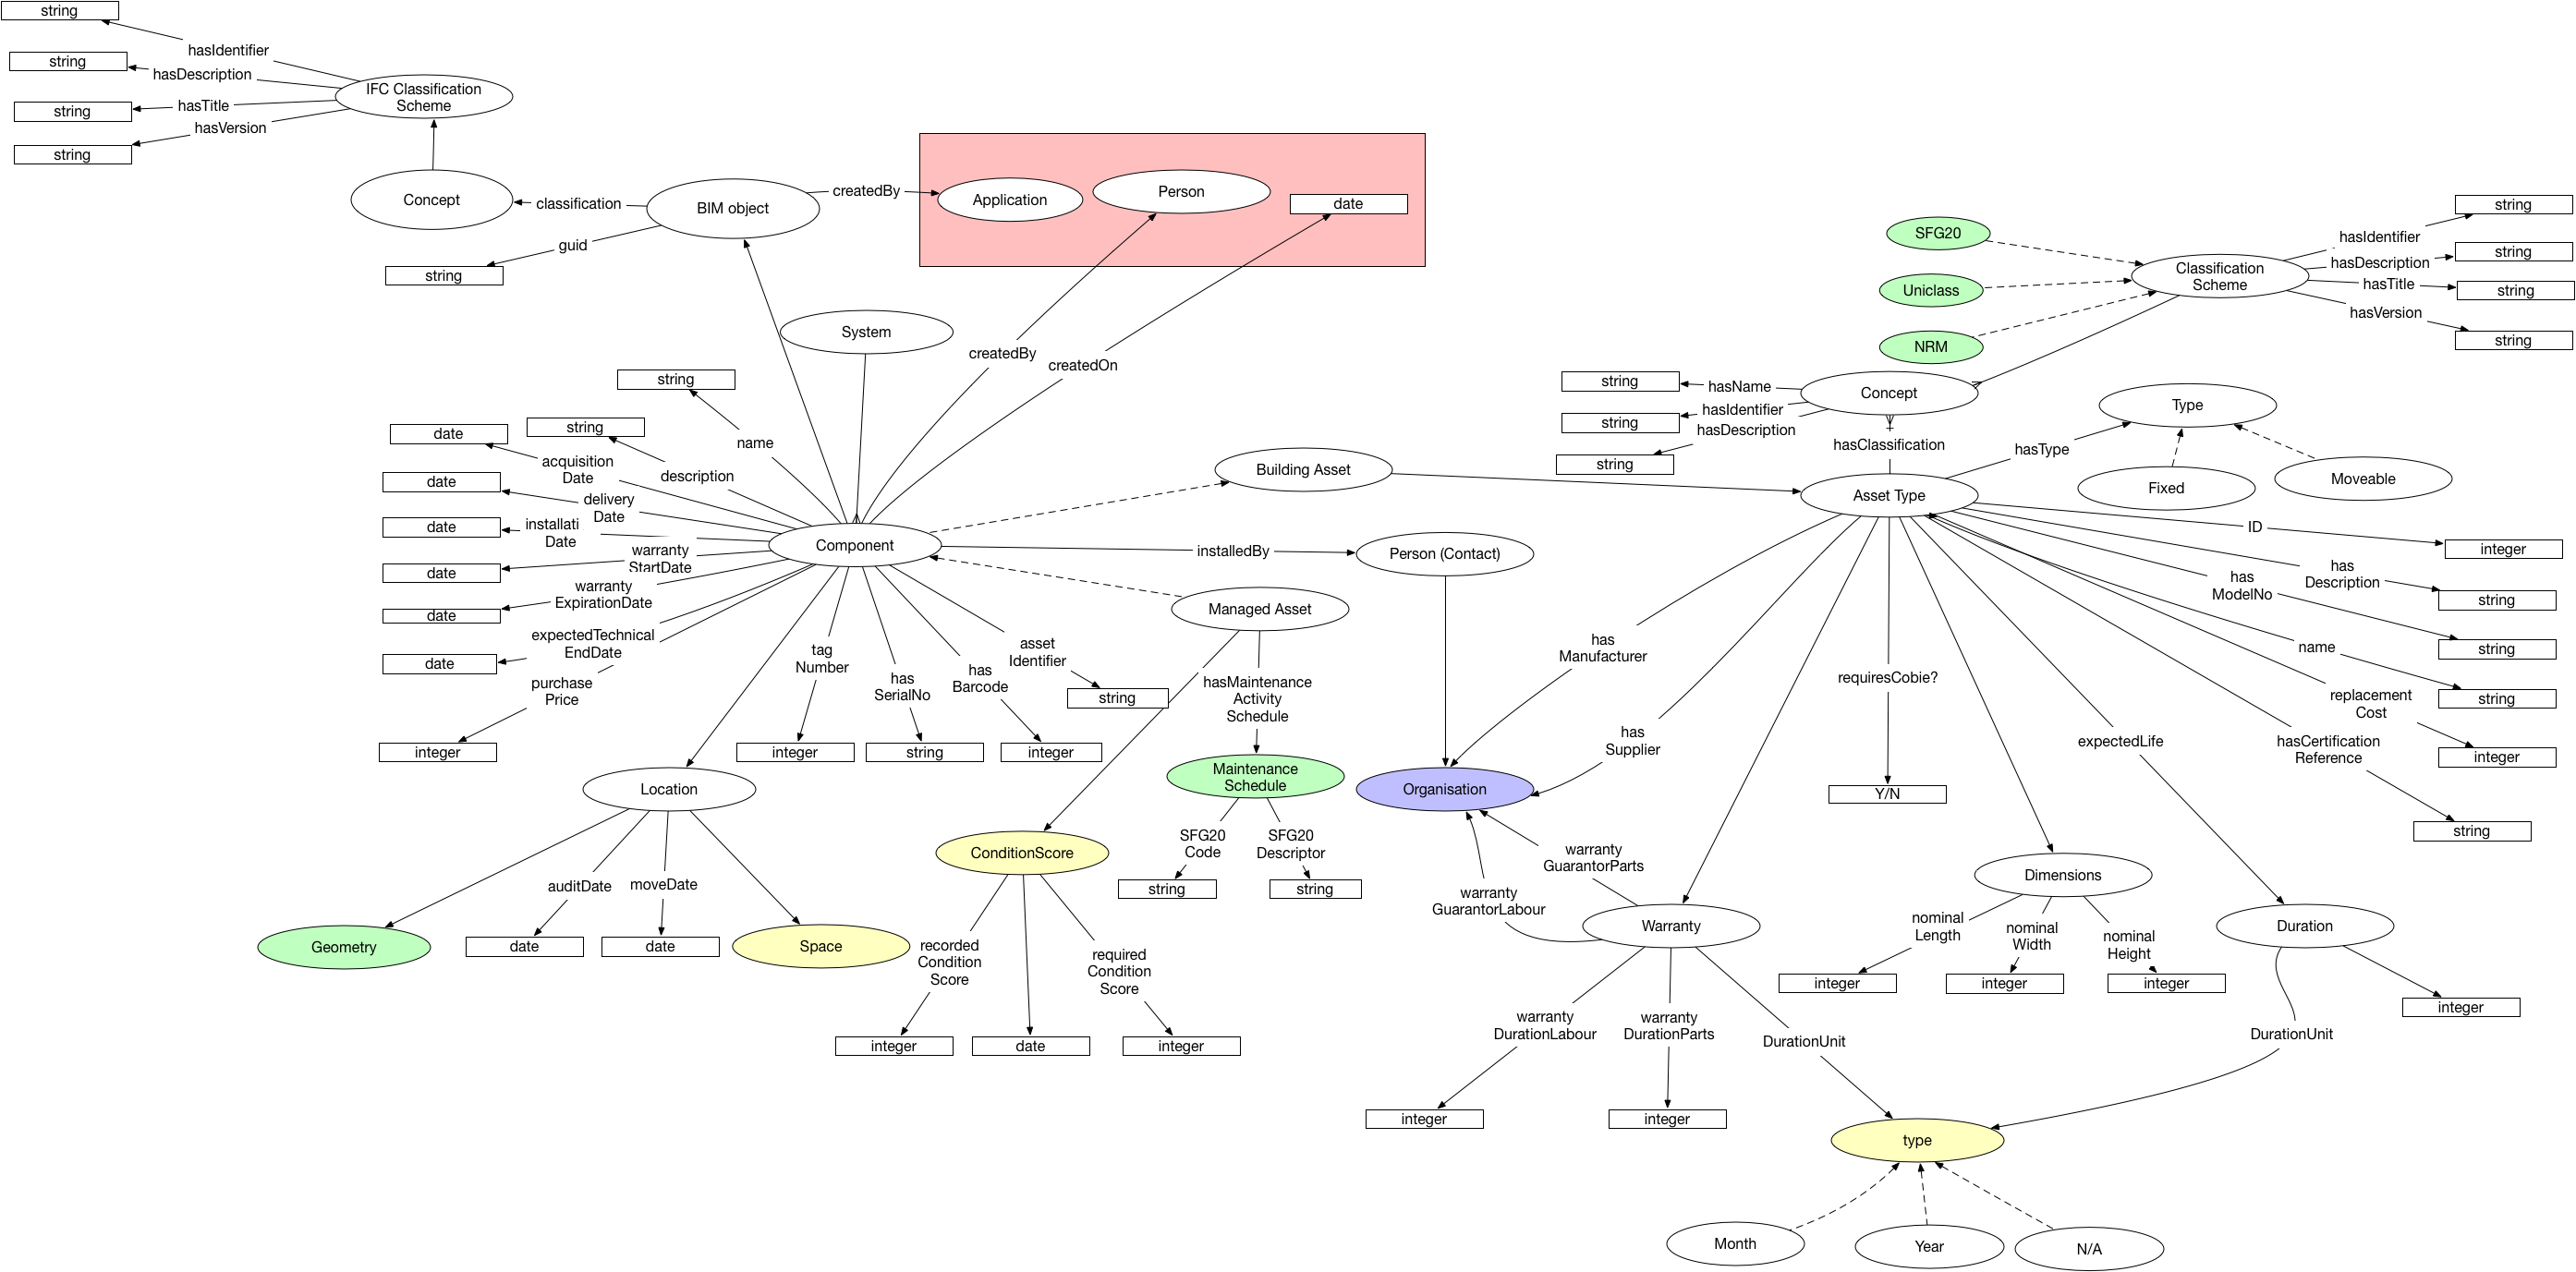 string
hasIdentifier
string
hasDescription
IFC Classification
Scheme
hasTitle
string
hasVersion
string
Concept
classification
BIM object
createdBy
Application
Person
date
guid
string
System
createdBy
createdOn
string
name
string
description
date
acquisition
Date
date
delivery
Date
date
installati
Date
warranty
StartDate
date
warranty
ExpirationDate
date
expectedTechnical
EndDate
date
purchase
Price
integer
Component
Building Asset
installedBy
Person (Contact)
Managed Asset
tag
Number
integer
has
SerialNo
string
has
Barcode
integer
asset
Identifier
string
hasMaintenance
Activity
Schedule
Maintenance
Schedule
SFG20
Code
string
SFG20
Descriptor
string
Location
Geometry
auditDate
date
moveDate
date
Space
ConditionScore
recorded
Condition
Score
integer
date
required
Condition
Score
integer
SFG20
Uniclass
NRM
Classification
Scheme
hasIdentifier
string
hasDescription
string
hasTitle
string
hasVersion
string
Concept
hasName
string
hasIdentifier
string
hasDescription
string
hasClassification
Asset Type
hasType
Type
Fixed
Moveable
ID
integer
has
Description
string
has
ModelNo
string
name
string
replacement
Cost
integer
hasCertification
Reference
string
has
Manufacturer
has
Supplier
Organisation
requiresCobie?
Y/N
expectedLife
warranty
GuarantorParts
warranty
GuarantorLabour
Warranty
Dimensions
nominal
Length
integer
nominal
Width
integer
nominal
Height
integer
Duration
integer
DurationUnit
warranty
DurationLabour
integer
warranty
DurationParts
integer
DurationUnit
type
Month
Year
N/A